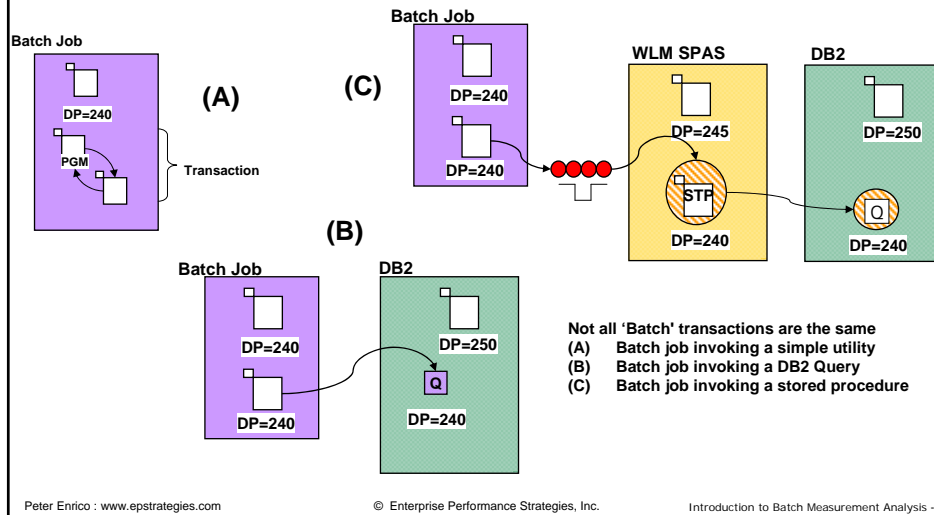 Batch Job
DP=240
PGM
Transaction
(A)
(C)
Batch Job
DP=240
DP=240
WLM SPAS
DP=245
STP
DP=240
DB2
DP=250
Q
DP=240
(B)
Batch Job
DP=240
DP=240
DB2
DP=250
Q
DP=240
Not all ‘Batch' transactions are the same
(A) Batch job invoking a simple utility
(B) Batch job invoking a DB2 Query
(C) Batch job invoking a stored procedure
Peter Enrico : www.epstrategies.com
© Enterprise Performance Strategies, Inc.
Introduction to Batch Measurement Analysis -